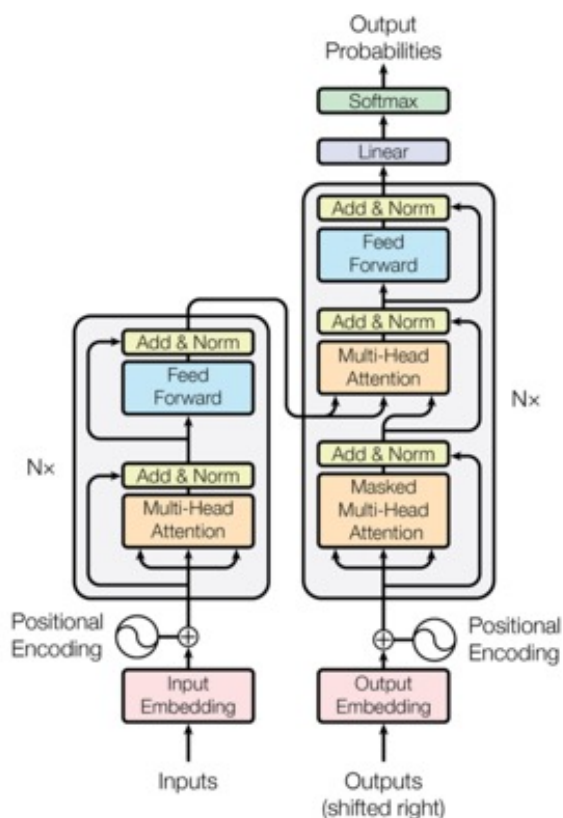 Output
Probabilities
Softmax
Linear
Add & Norm
Feed
Forward
Add & Norm
Multi-Head
Attention
Add & Norm
Masked
Multi-Head
Attention
Nx
Add & Norm
Feed
Forward
Add & Norm
Multi-Head
Attention
Nx
Positional
Encoding
Positional
Encoding
Input
Embedding
Output
Embedding
Inputs
Outputs
(shifted right)